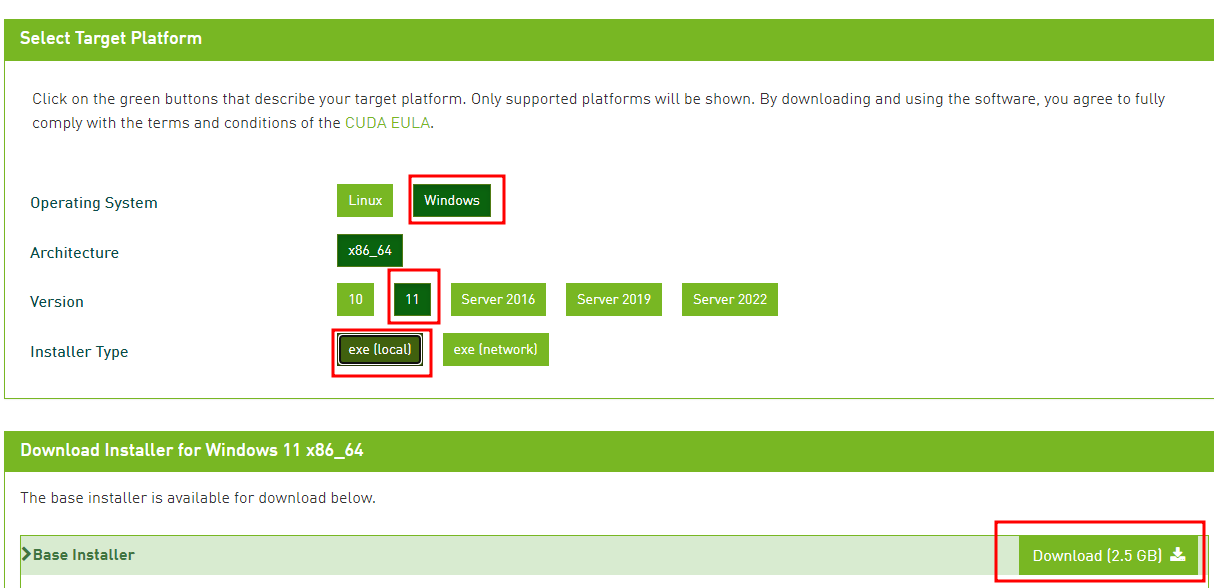 Select Target Platform
Click on the green buttons that describe your target platform. Only supported platforms will be shown. By downloading and using the software, you agree to fully
comply with the terms and conditions of the CUDA EULA.
Operating System Linux Windows
Architecture x86_64
Version 10 11 Server 2016 Server 2019 Server 2022
Installer Type exe (local) exe (network)
Download Installer for Windows 11 x86_64
The base installer is available for download below.
Base Installer Download (2.5 GB)